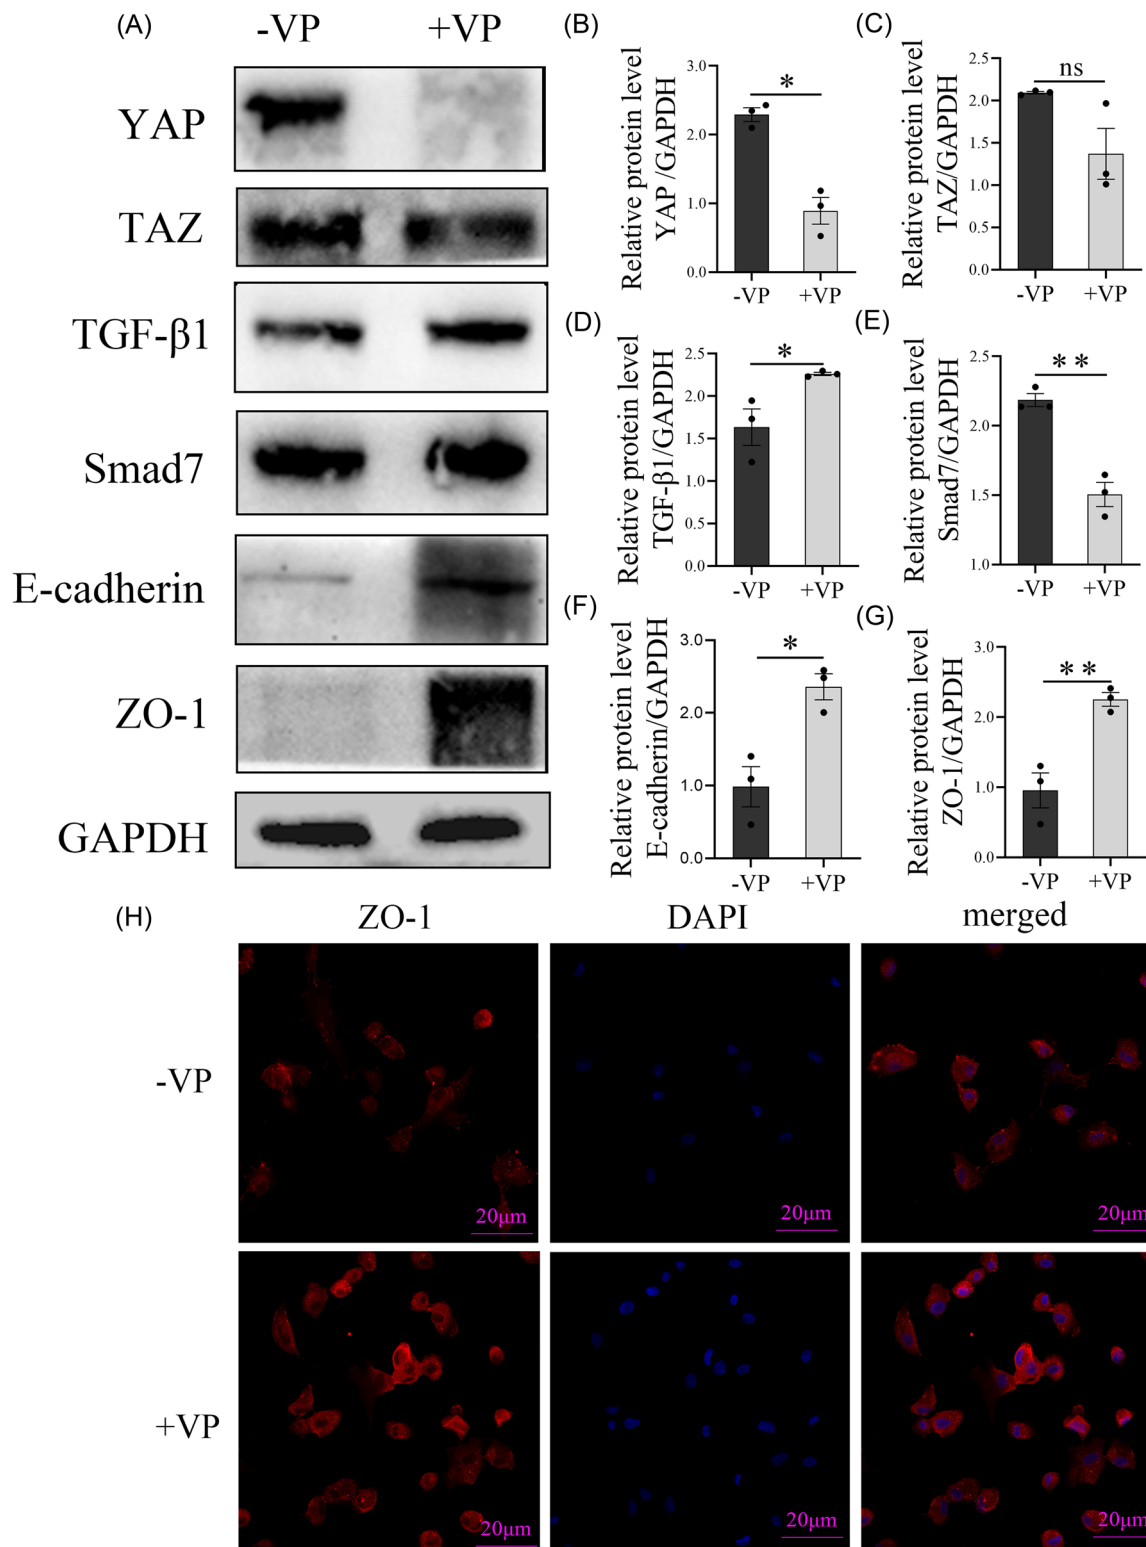 (A)
-VP +VP
YAP
TAZ
TGF-β1
Smad7
E-cadherin
ZO-1
GAPDH
(B)
Relative protein level
YAP /GAPDH
3.0
2.0
1.0
0.0
*
-VP +VP
(C)
Relative protein level
TAZ/GAPDH
2.5
2.0
1.5
1.0
0.5
0.0
ns
-VP +VP
(D)
Relative protein level
TGF-β1/GAPDH
2.5
2.0
1.5
1.0
0.5
0.0
*
-VP +VP
(E)
Relative protein level
Smad7/GAPDH
2.5
2.0
1.5
1.0
**
-VP +VP
(F)
Relative protein level
E-cadherin/GAPDH
3.0
2.0
1.0
0.0
*
-VP +VP
(G)
Relative protein level
ZO-1/GAPDH
3.0
2.0
1.0
0.0
**
-VP +VP
(H)
ZO-1 DAPI merged
-VP
20μm 20μm 20μm
+VP
20μm 20μm 20μm